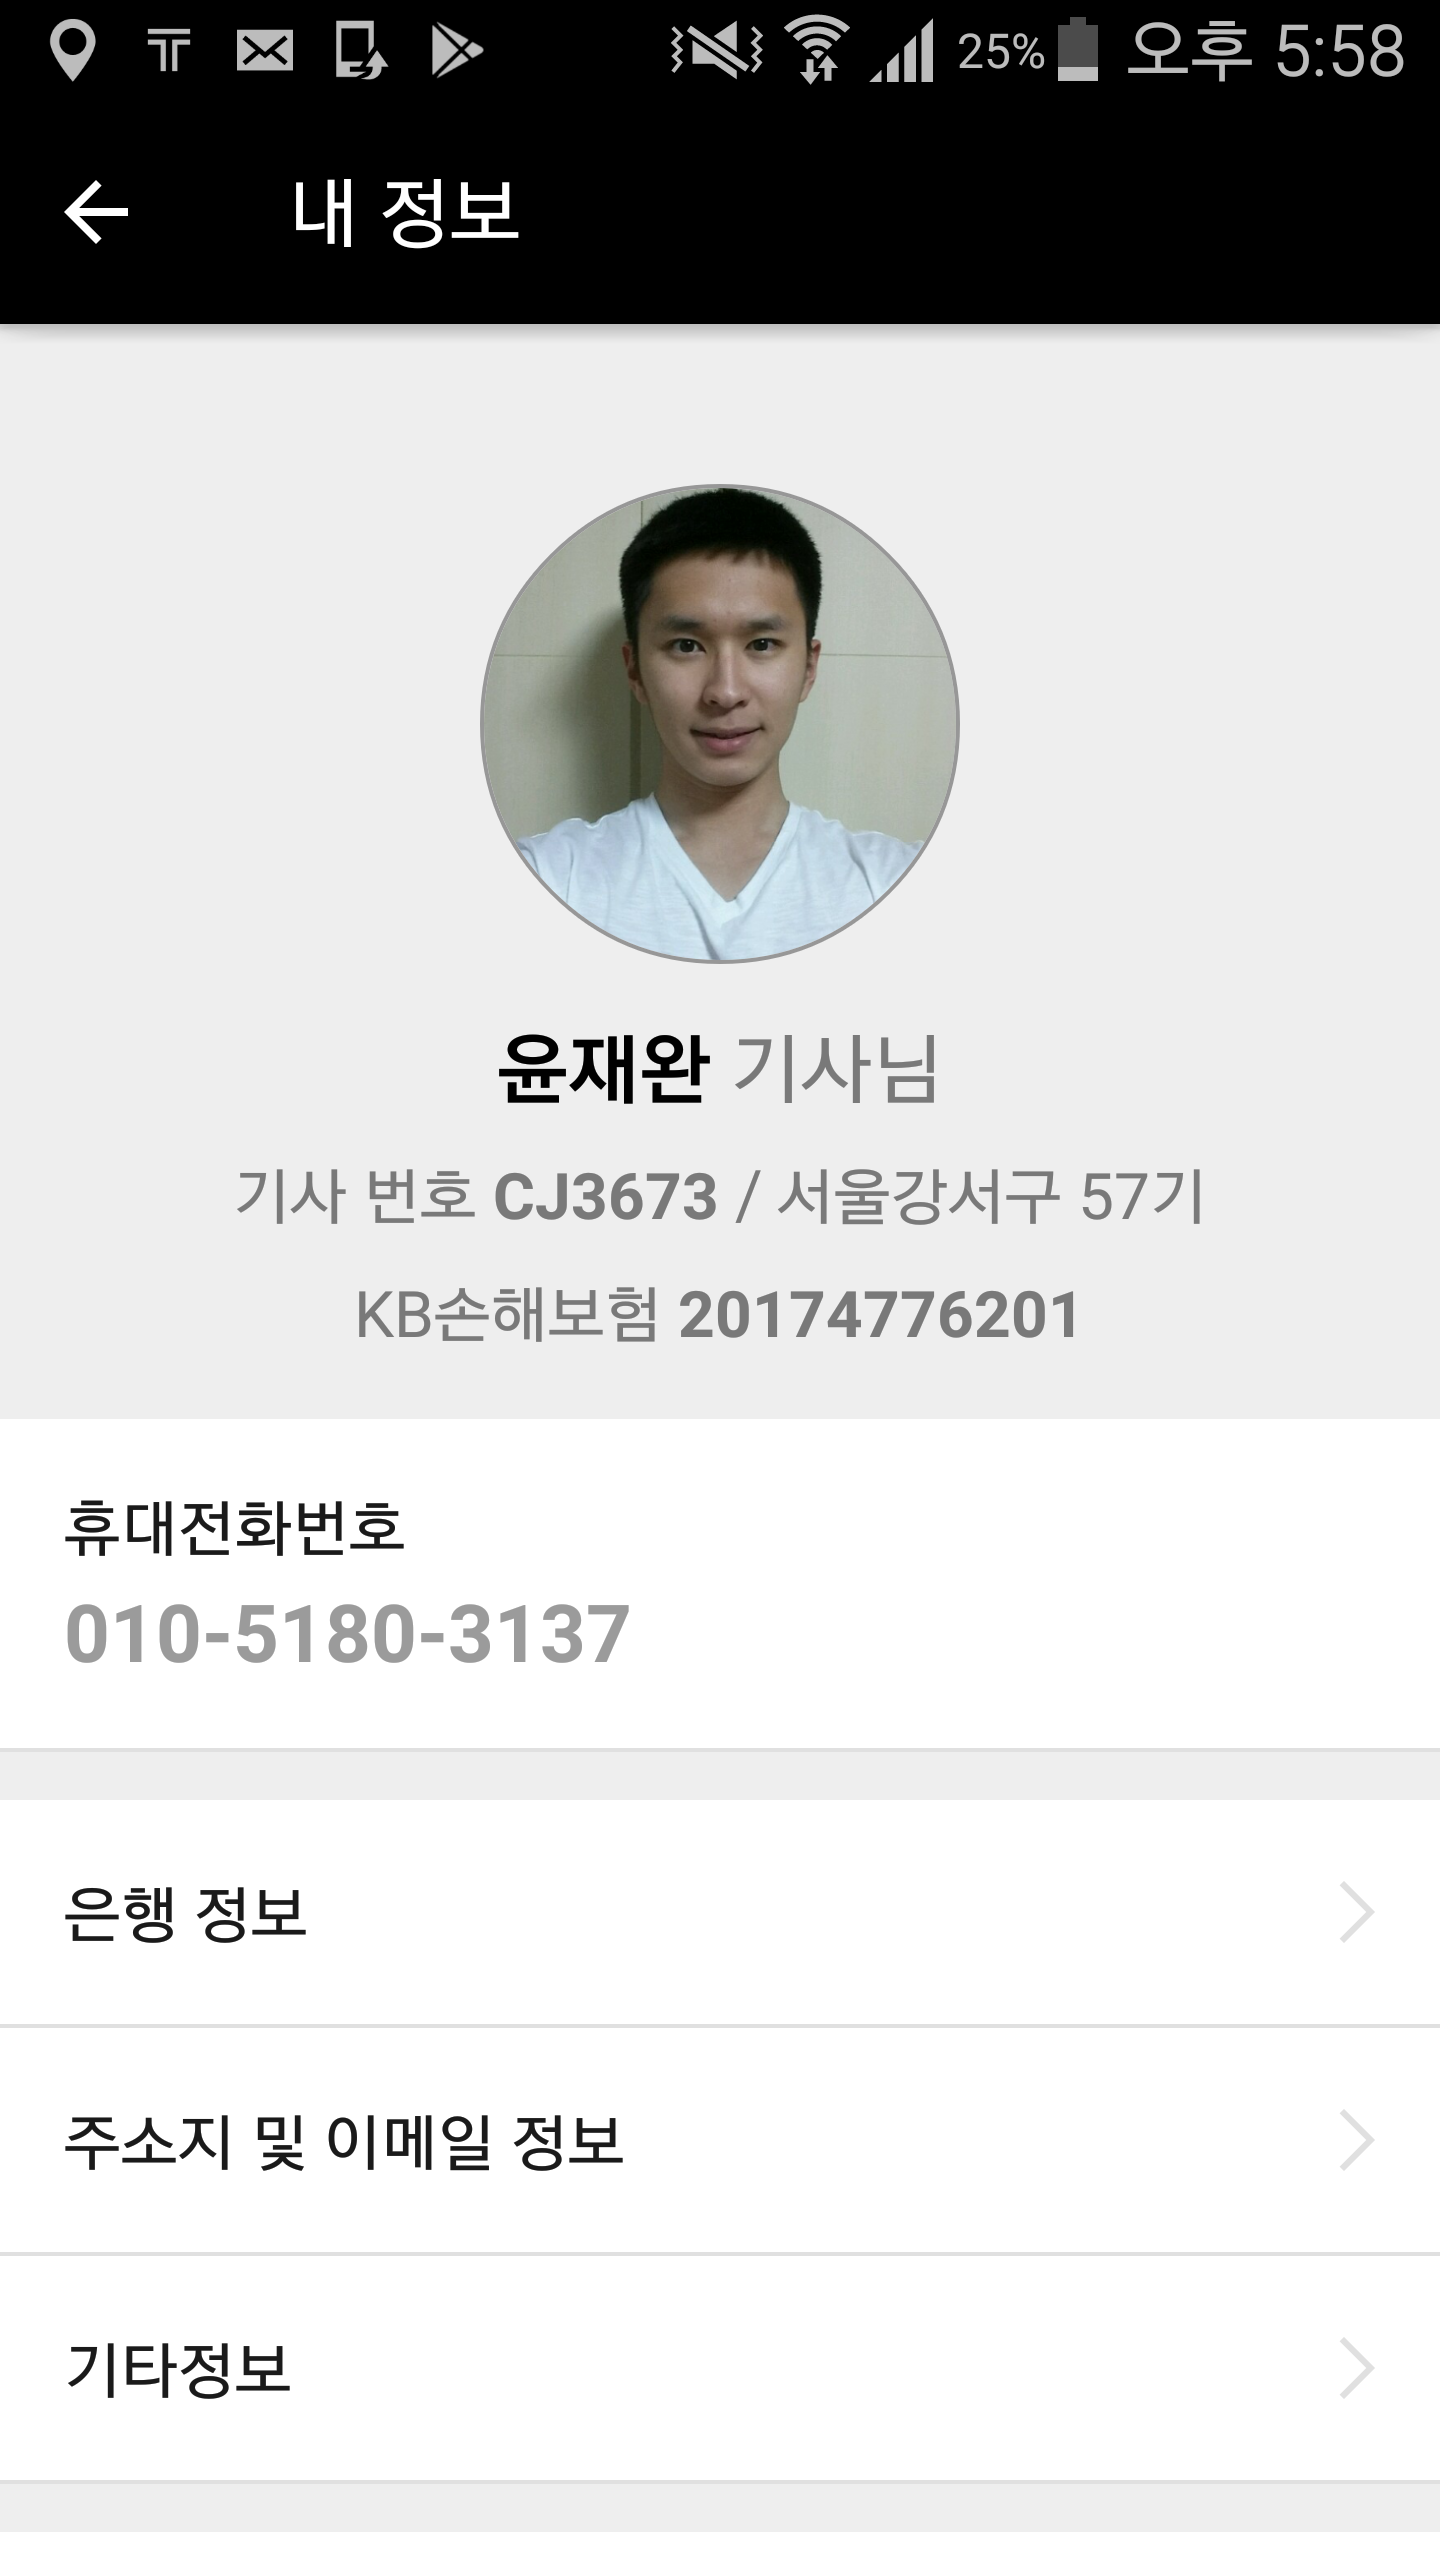 25% 오후 5:58
내 정보
윤재완 기사님
기사 번호 CJ3673 / 서울강서구 57기
KB손해보험 20174776201
휴대전화번호
010-5180-3137
은행 정보
주소지 및 이메일 정보
기타정보